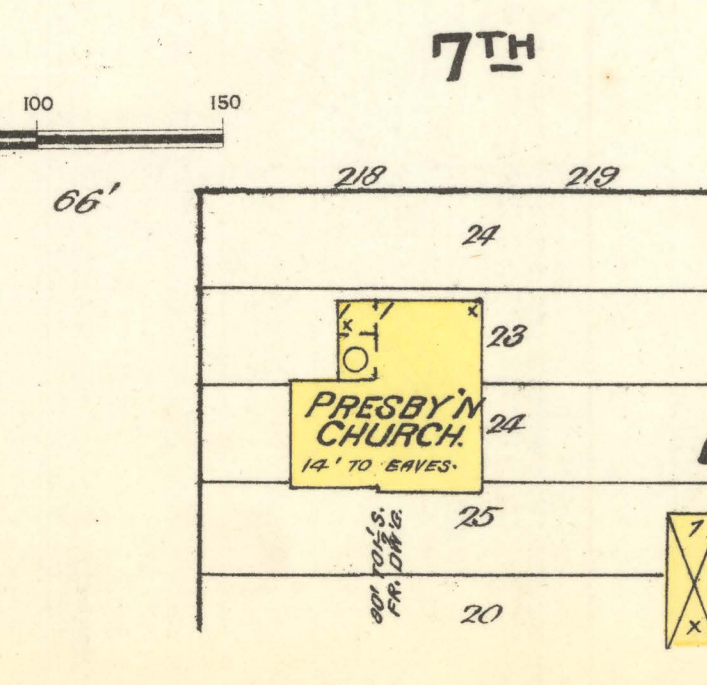 7TH
100 150
66'
218 219
24
23
PRESBY'N
CHURCH.
24
14' TO EAVES.
25
80' TO 1½ S.
FR. DW'G.
20
1
x
x
x